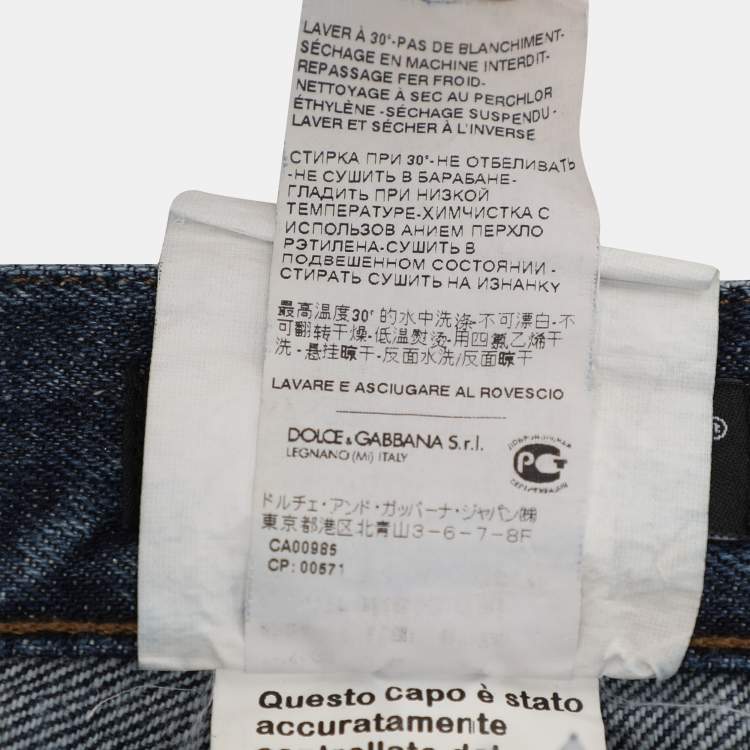 LAVER À 30°-PAS DE BLANCHIMENT-
SÉCHAGE EN MACHINE INTERDIT-
REPASSAGE FER FROID-
NETTOYAGE À SEC AU PERCHLOR
ÉTHYLÈNE -SÉCHAGE SUSPENDU-
LAVER ET SÉCHER À L'INVERSE
СТИРКА ПРИ 30°-НЕ ОТБЕЛИВАТЬ
-НЕ СУШИТЬ В БАРАБАНЕ-
ГЛАДИТЬ ПРИ НИЗКОЙ
ТЕМПЕРАТУРЕ-ХИМЧИСТКА С
ИСПОЛЬЗОВ АНИЕМ ПЕРХЛО
РЭТИЛЕНА-СУШИТЬ В
ПОДВЕШЕННОМ СОСТОЯНИИ -
СТИРАТЬ СУШИТЬ НА ИЗНАНКУ
最高温度30°的水中洗涤-不可漂白-不
可翻转干燥-低温熨烫-用四氯乙烯干
洗-悬挂晾干-反面水洗/反面晾干
LAVARE E ASCIUGARE AL ROVESCIO
DOLCE & GABBANA S.r.l.
LEGNANO (MI) ITALY
РСТ
ドルチェ・アンド・ガッバーナ・ジャパン㈱
東京都港区北青山3-6-7-8F
CA00985
CP: 00571
®
Questo capo è stato
accuratamente
controllato dal